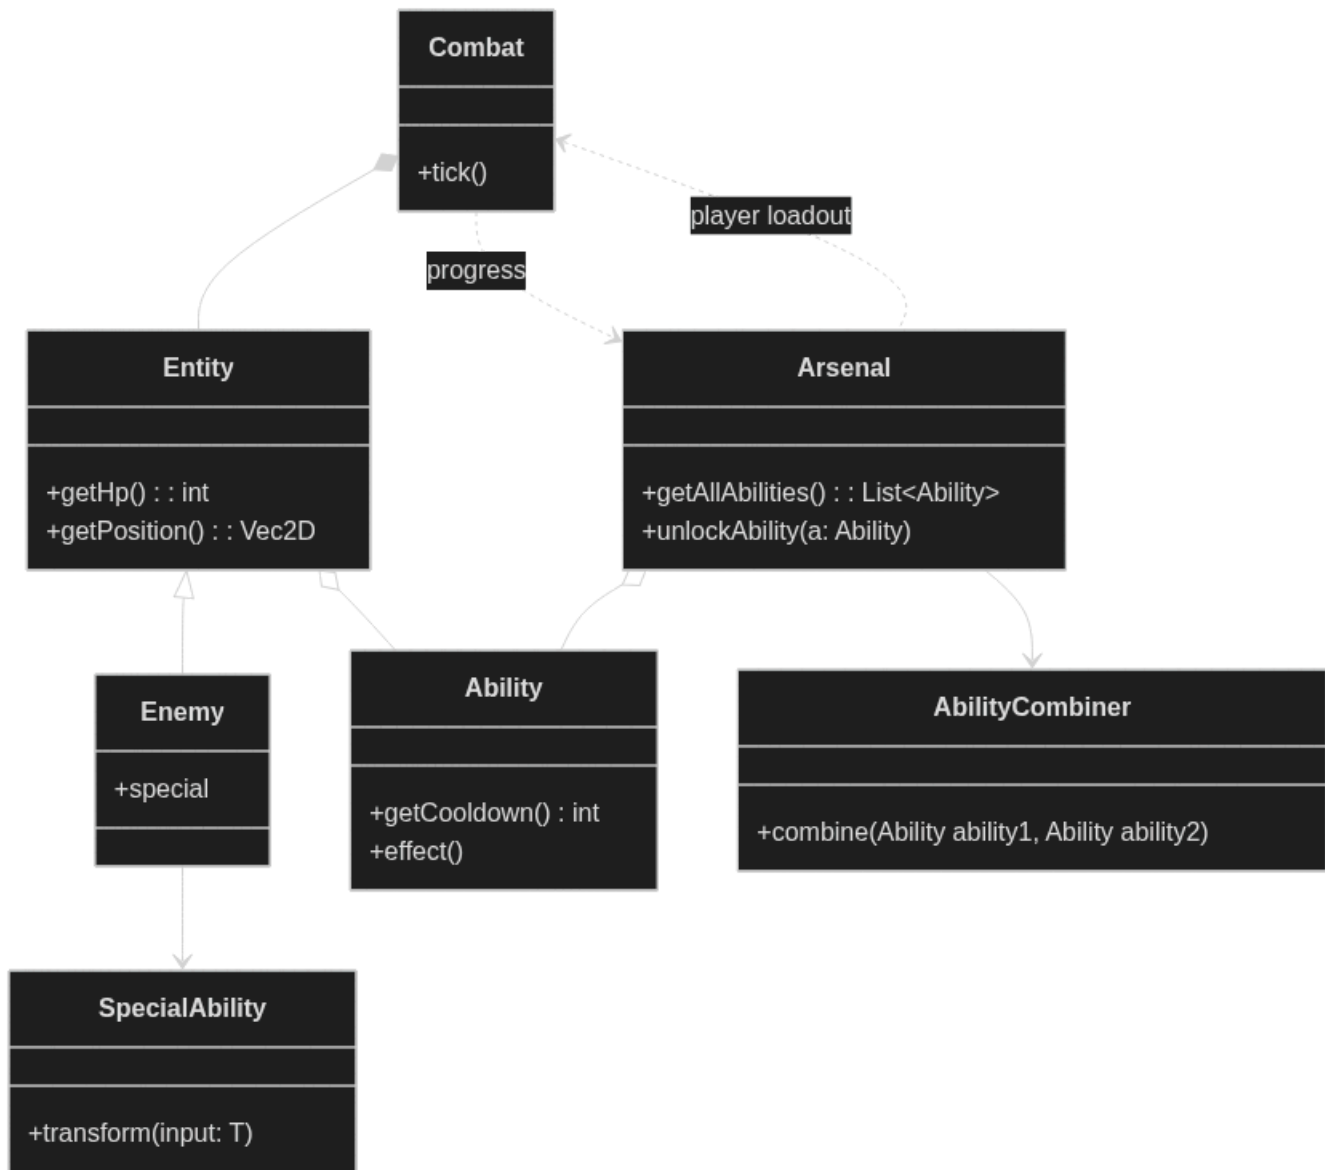 Combat
+tick()
player loadout
progress
Entity
+getHp() : : int
+getPosition() : : Vec2D
Arsenal
+getAllAbilities() : : List<Ability>
+unlockAbility(a: Ability)
Enemy
+special
Ability
+getCooldown() : int
+effect()
AbilityCombiner
+combine(Ability ability1, Ability ability2)
SpecialAbility
+transform(input: T)